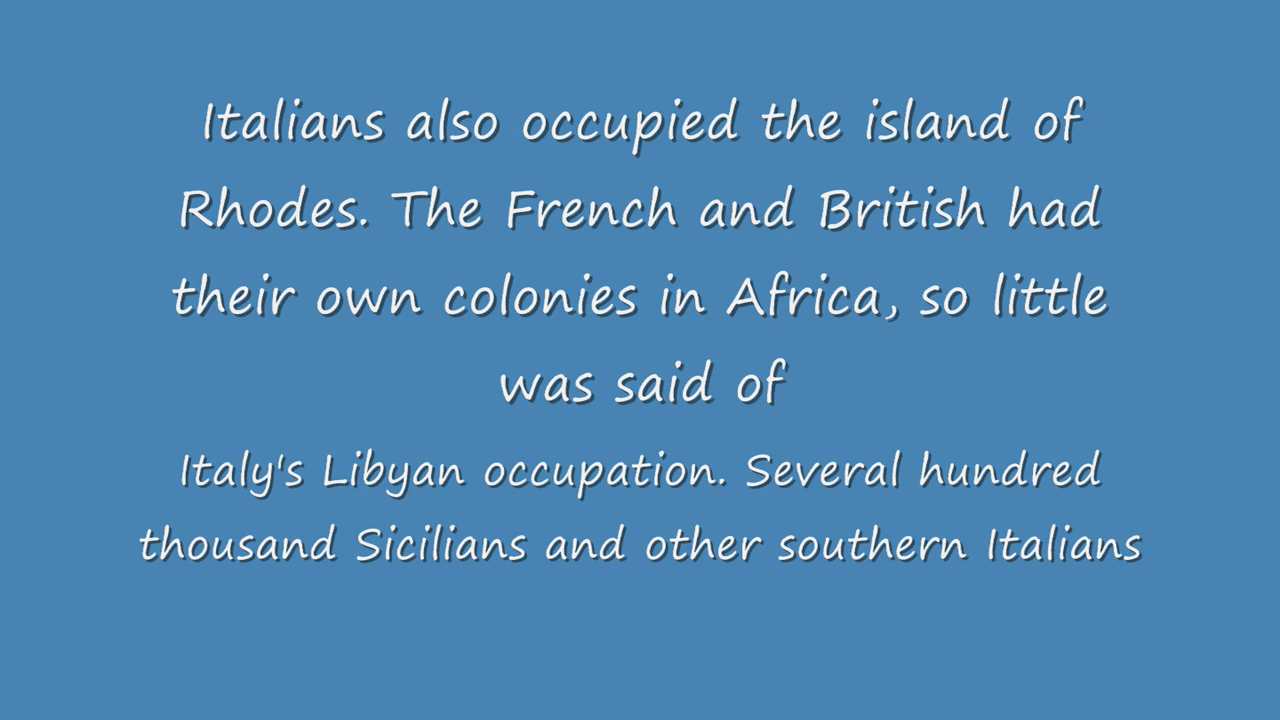 Italians also occupied the island of
Rhodes. The French and British had
their own colonies in Africa, so little
was said of
Italy's Libyan occupation. Several hundred
thousand Sicilians and other southern Italians